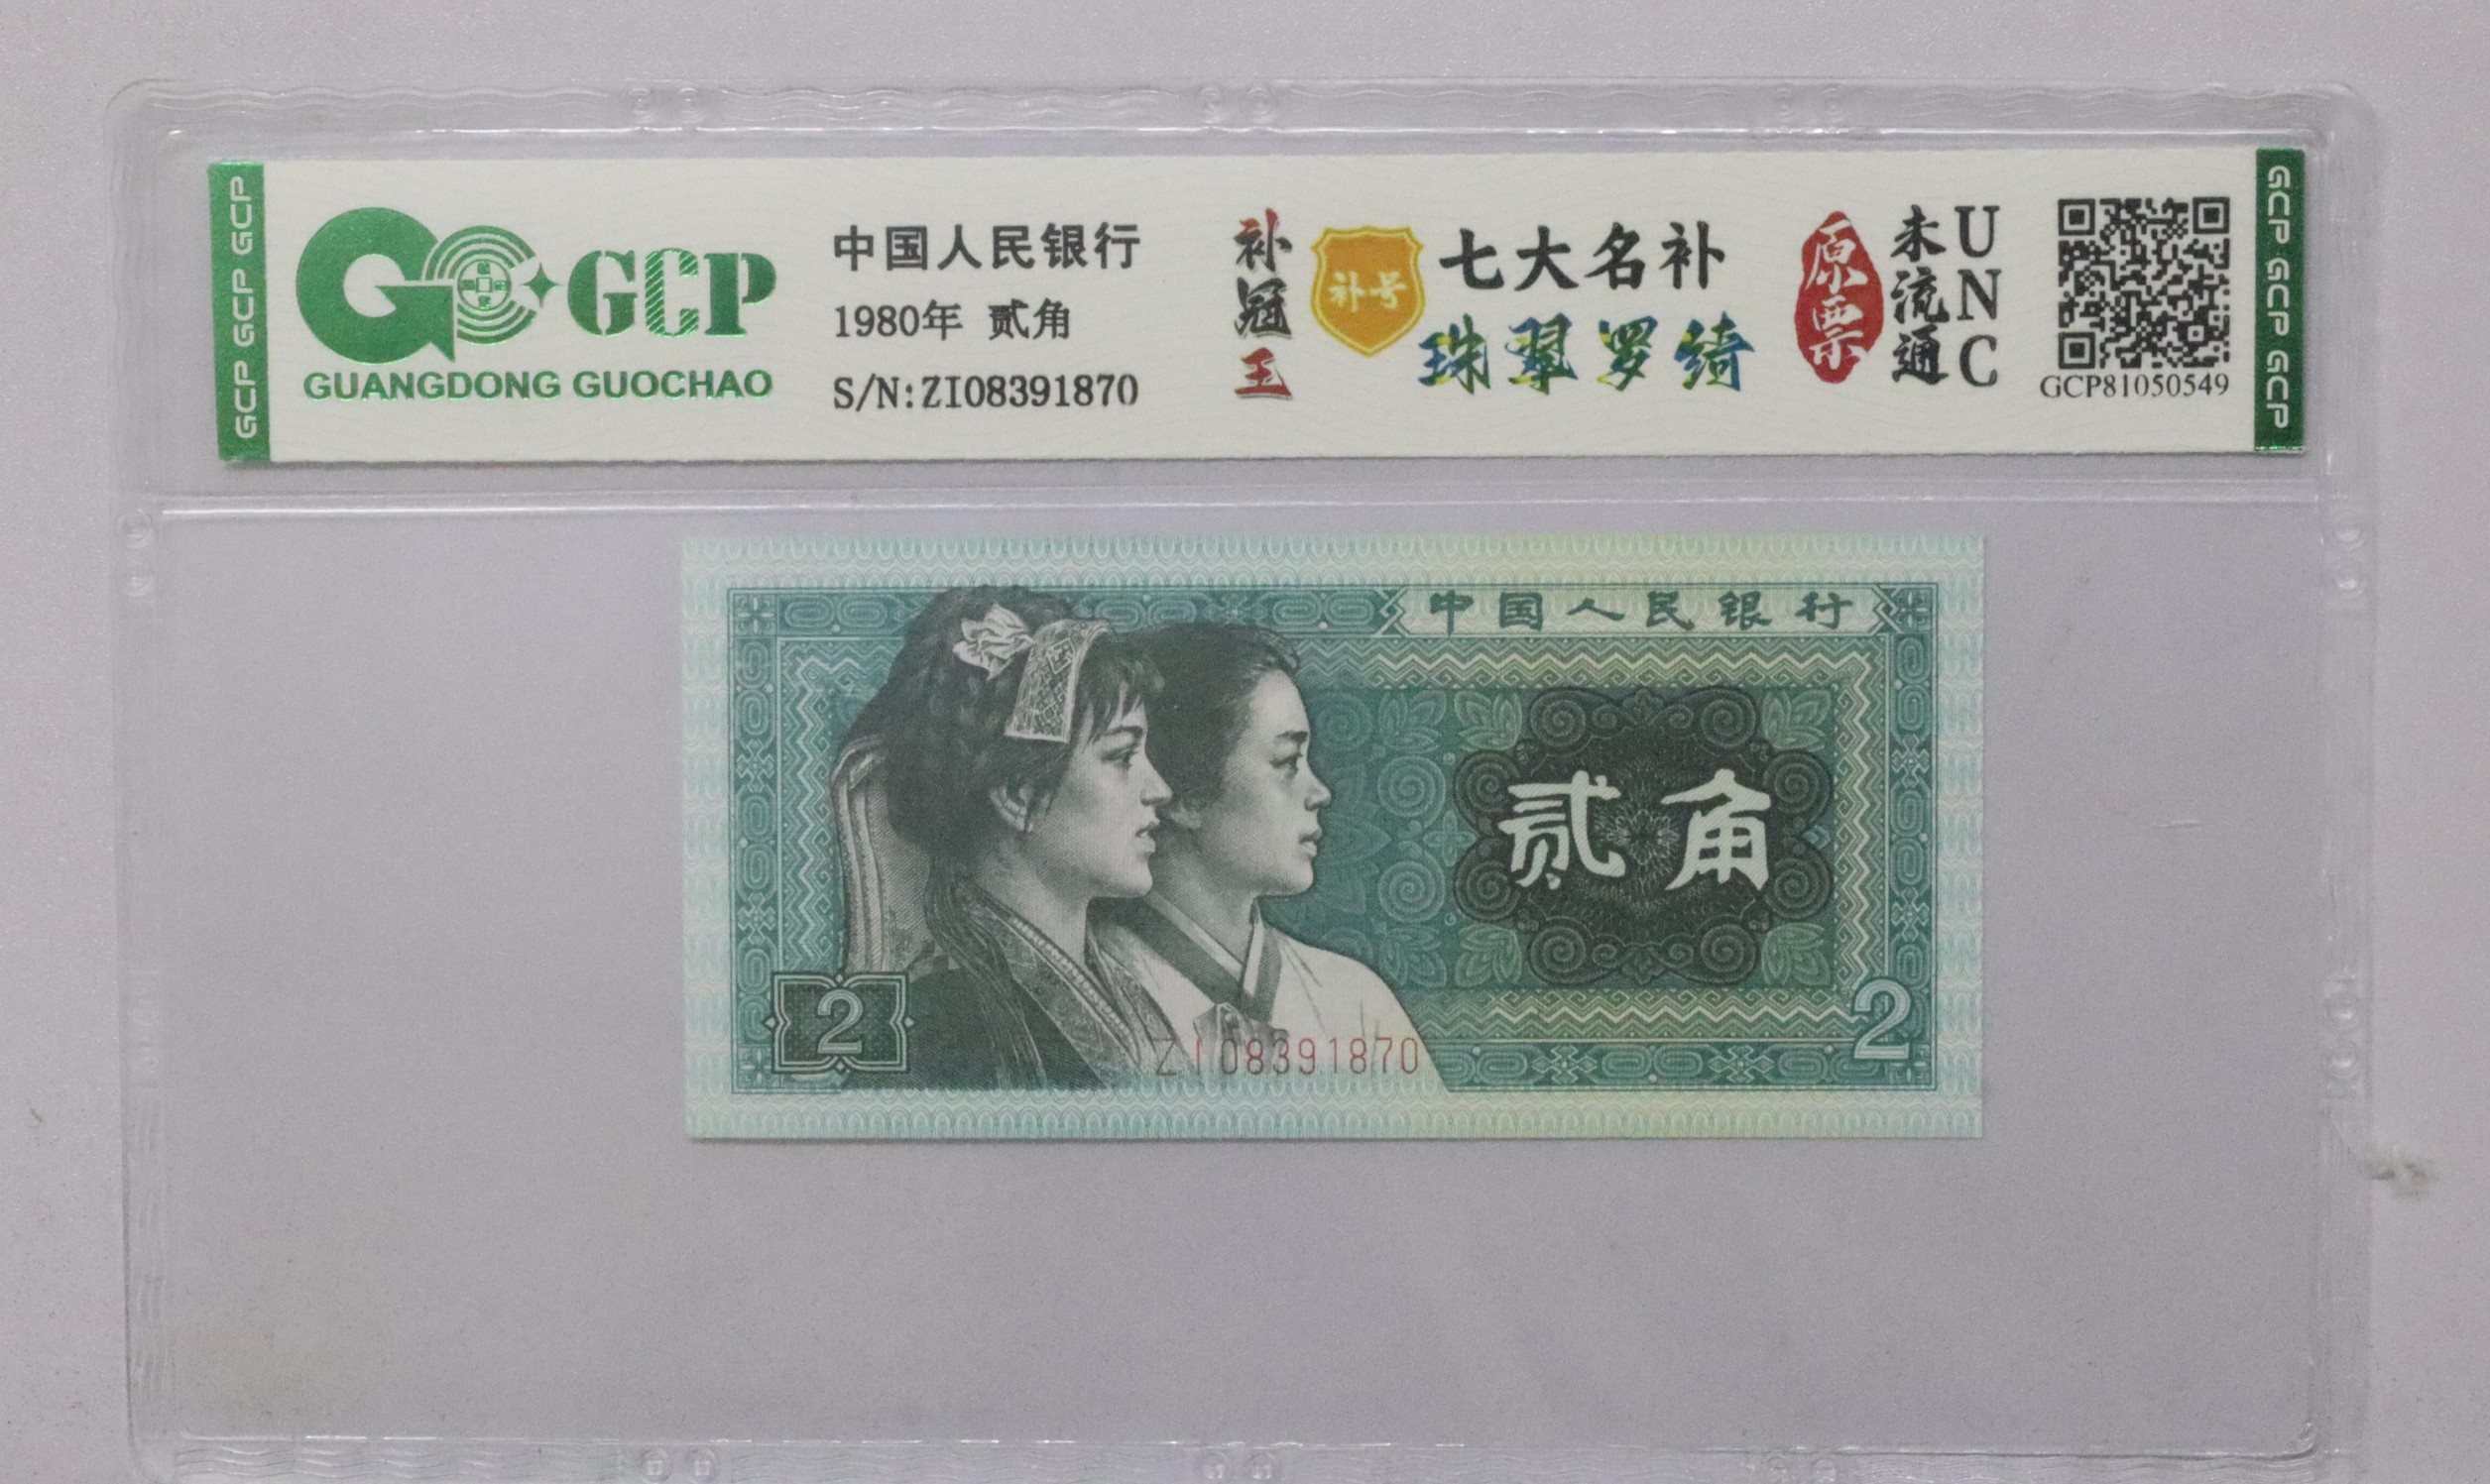 GCP GCP GCP
GCP
GUANGDONG GUOCHAO
中国人民银行
1980年 贰角
S/N:ZI08391870
补冠王
补号
七大名补
珠翠罗绮
原票
未流通
UNC
GCP81050549
GCP GCP GCP
中国人民银行
贰角
2
ZI08391870
2